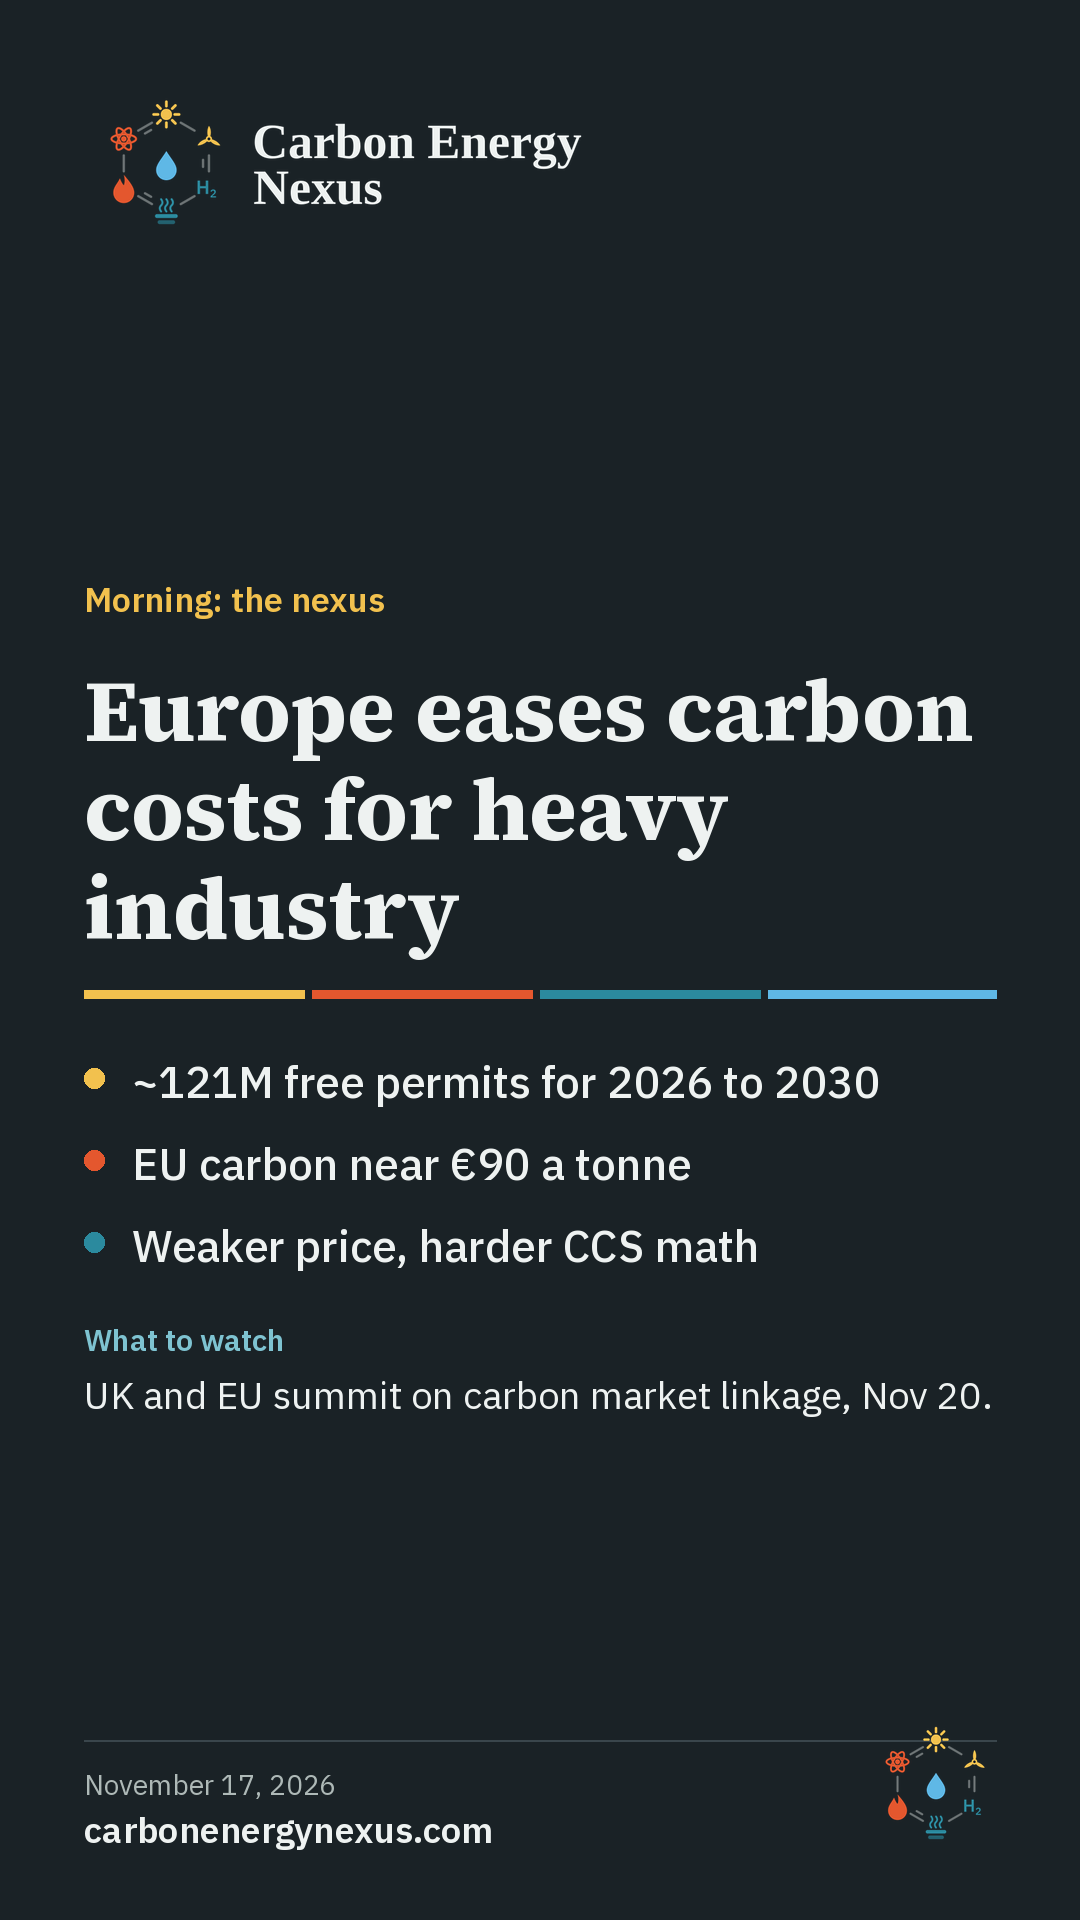 Carbon Energy
Nexus
H₂
Morning: the nexus
Europe eases carbon
costs for heavy
industry
~121M free permits for 2026 to 2030
EU carbon near €90 a tonne
Weaker price, harder CCS math
What to watch
UK and EU summit on carbon market linkage, Nov 20.
November 17, 2026
carbonenergynexus.com
H₂